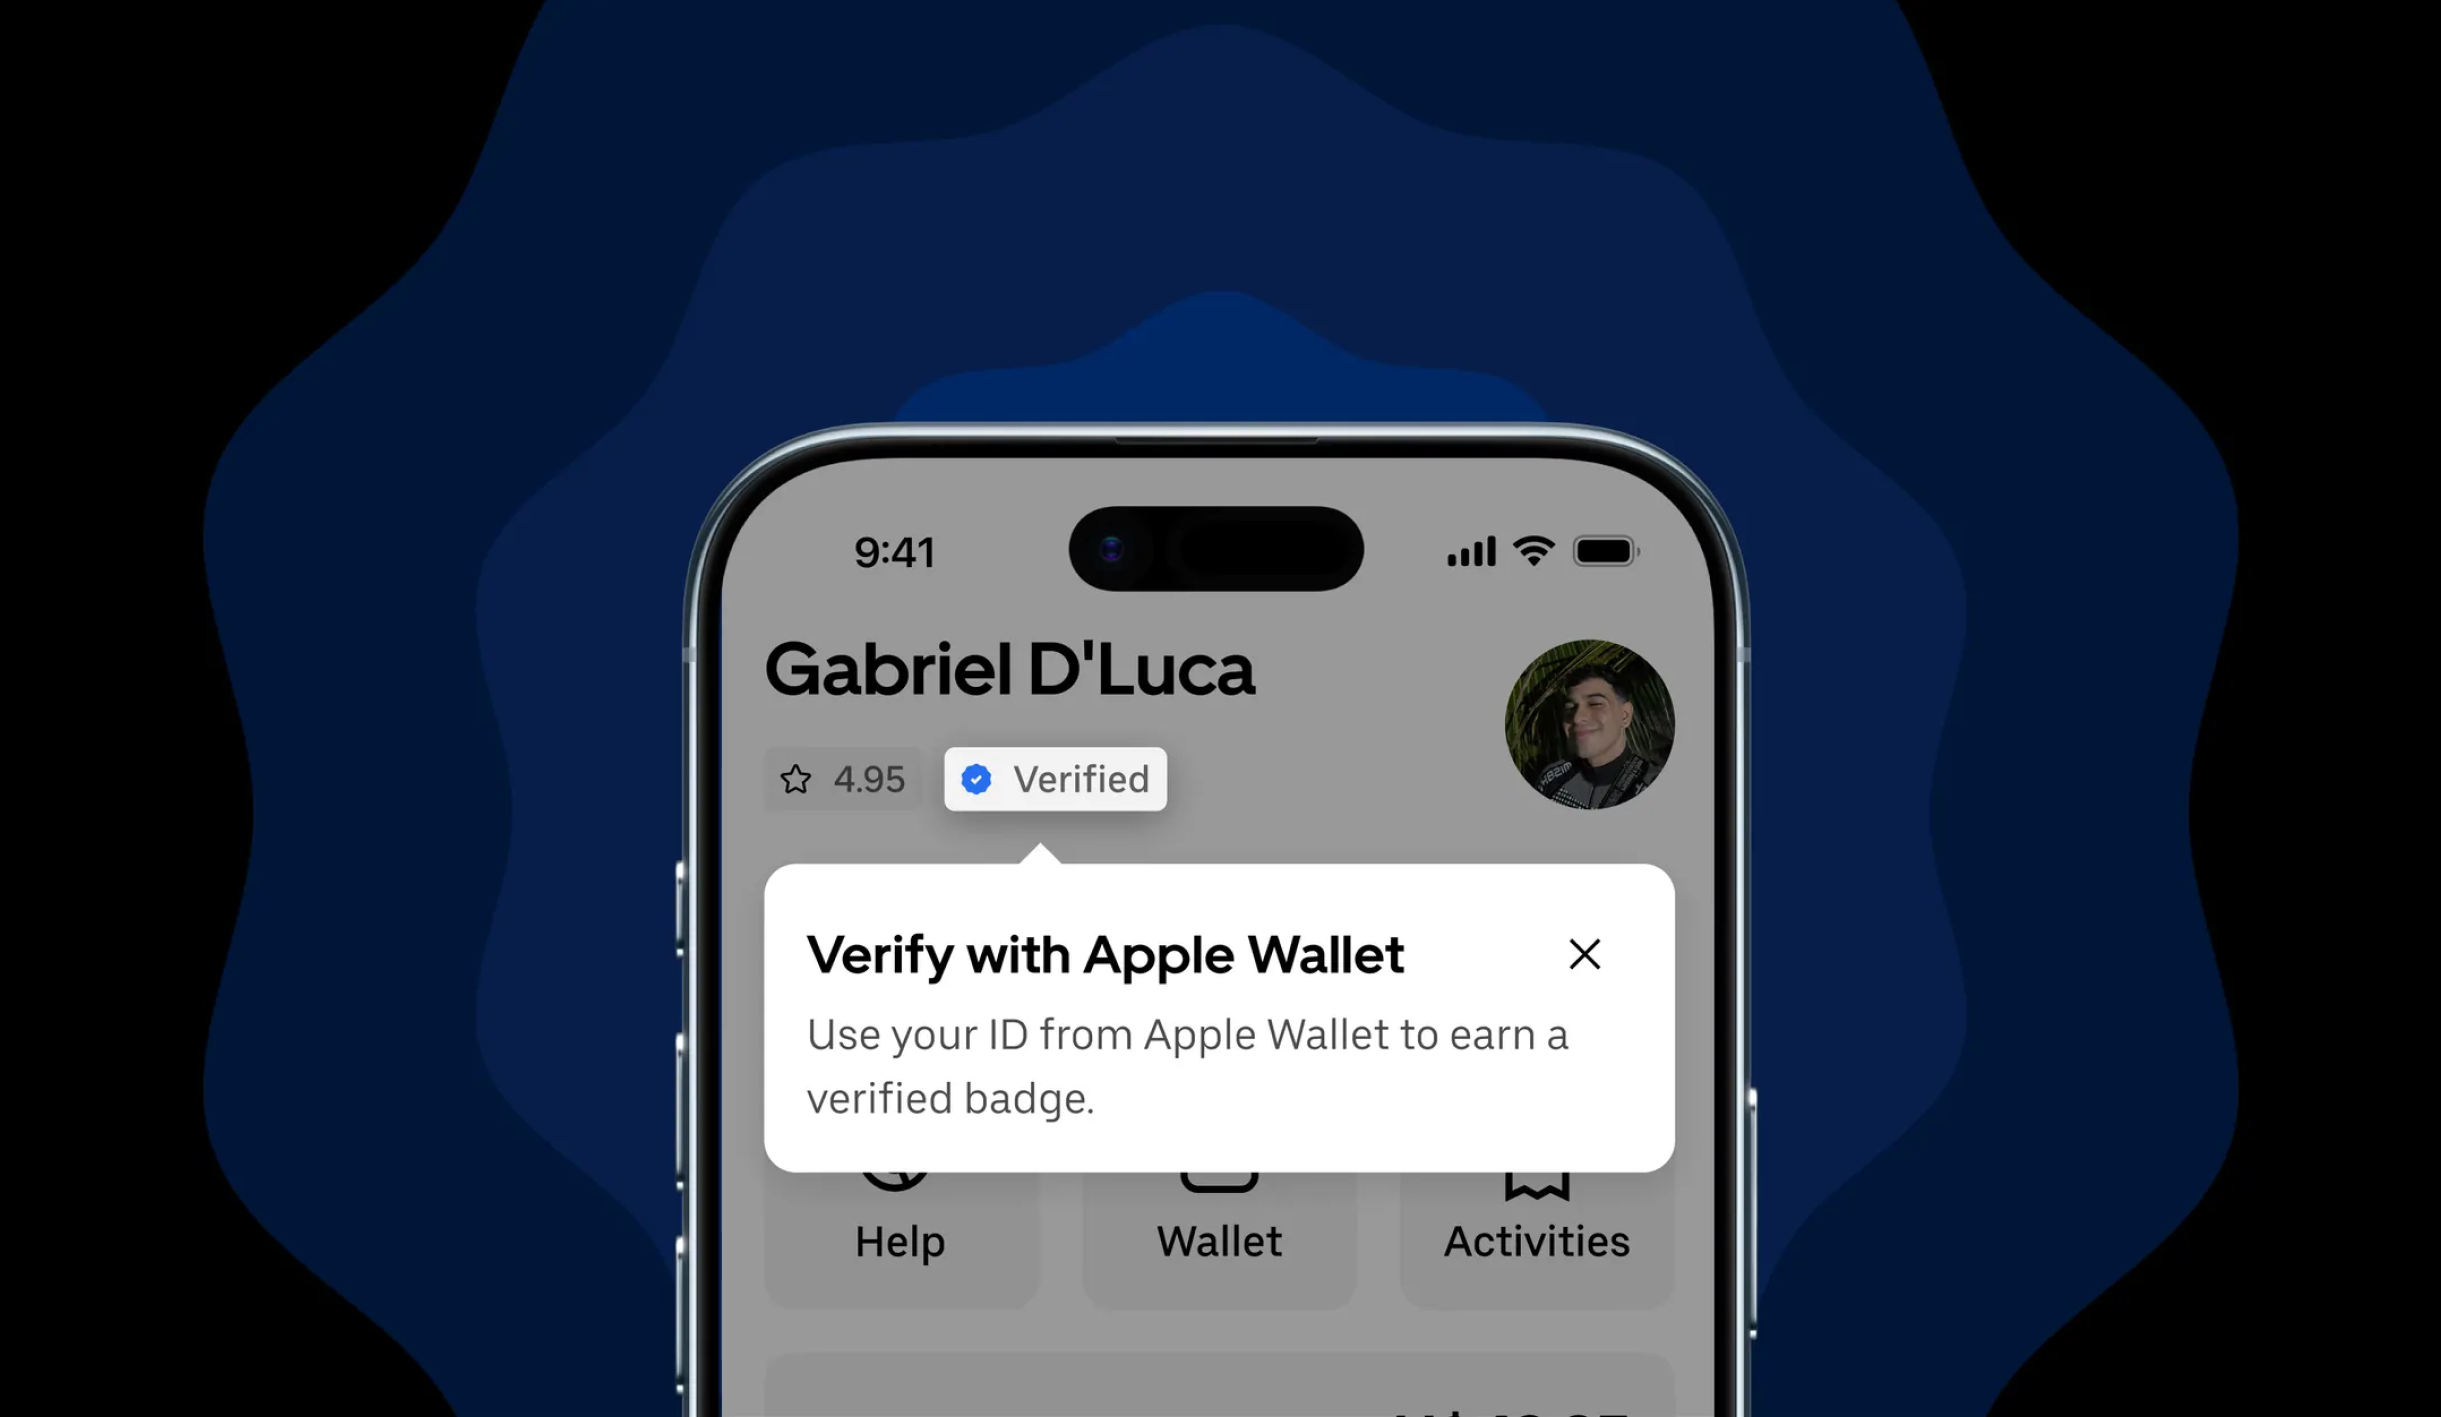 9:41
Gabriel D'Luca
4.95
Verified
Verify with Apple Wallet
Use your ID from Apple Wallet to earn a
verified badge.
Help
Wallet
Activities